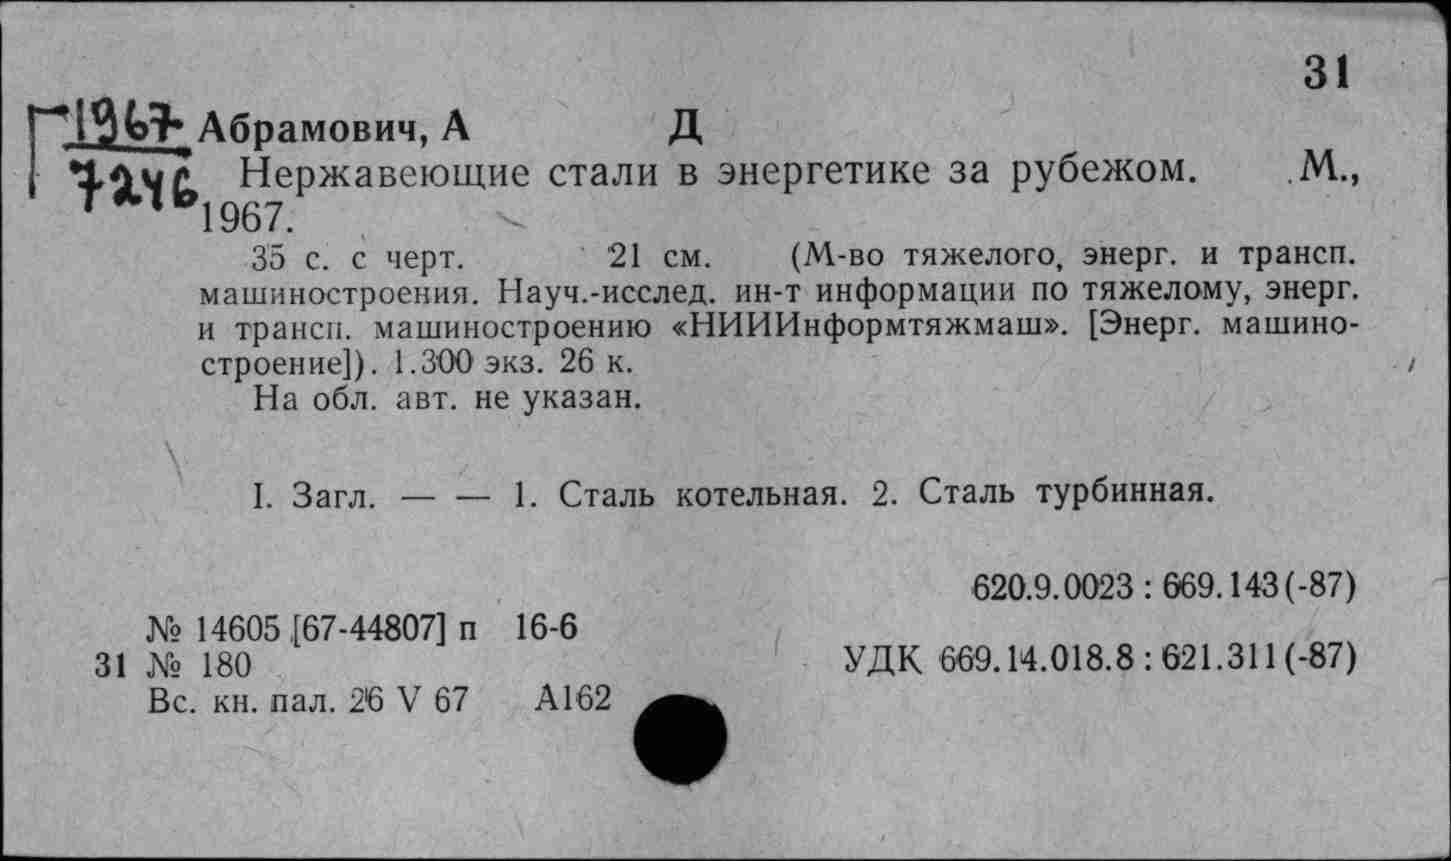 31
Г 1967 Абрамович, А Д
7246 Нержавеющие стали в энергетике за рубежом. М.,
1967.
35 с. с черт. 21 см. (М-во тяжелого, энерг. и трансп.
машиностроения. Науч.-исслед. ин-т информации по тяжелому, энерг.
и трансп. машиностроению «НИИИнформтяжмаш». [Энерг. машино-
строение]). 1.300 экз. 26 к.
На обл. авт. не указан.
I. Загл. — — 1. Сталь котельная. 2. Сталь турбинная.
620.9.0023 : 669.143(-87)
№ 14605 [67-44807] п 16-6
31 № 180
УДК 669.14.018.8 : 621.311(-87)
Вс. кн. пал. 26 V 67 А162